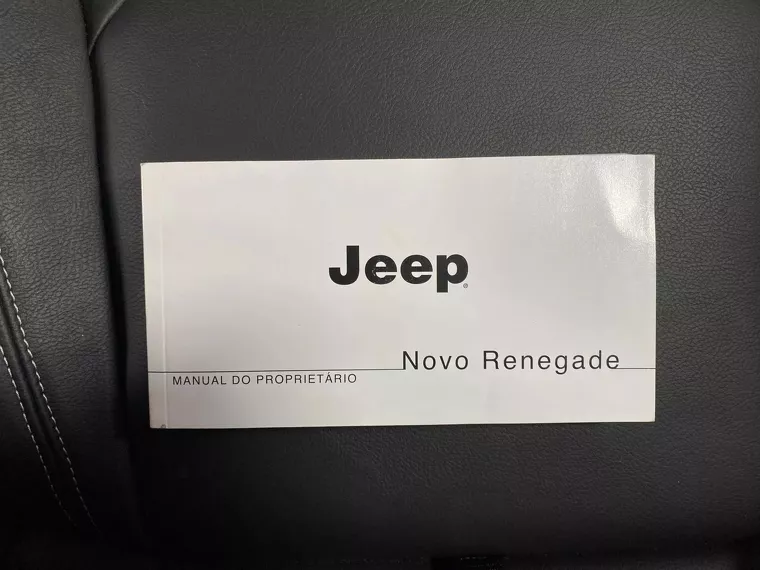 Jeep®
Novo Renegade
MANUAL DO PROPRIETÁRIO